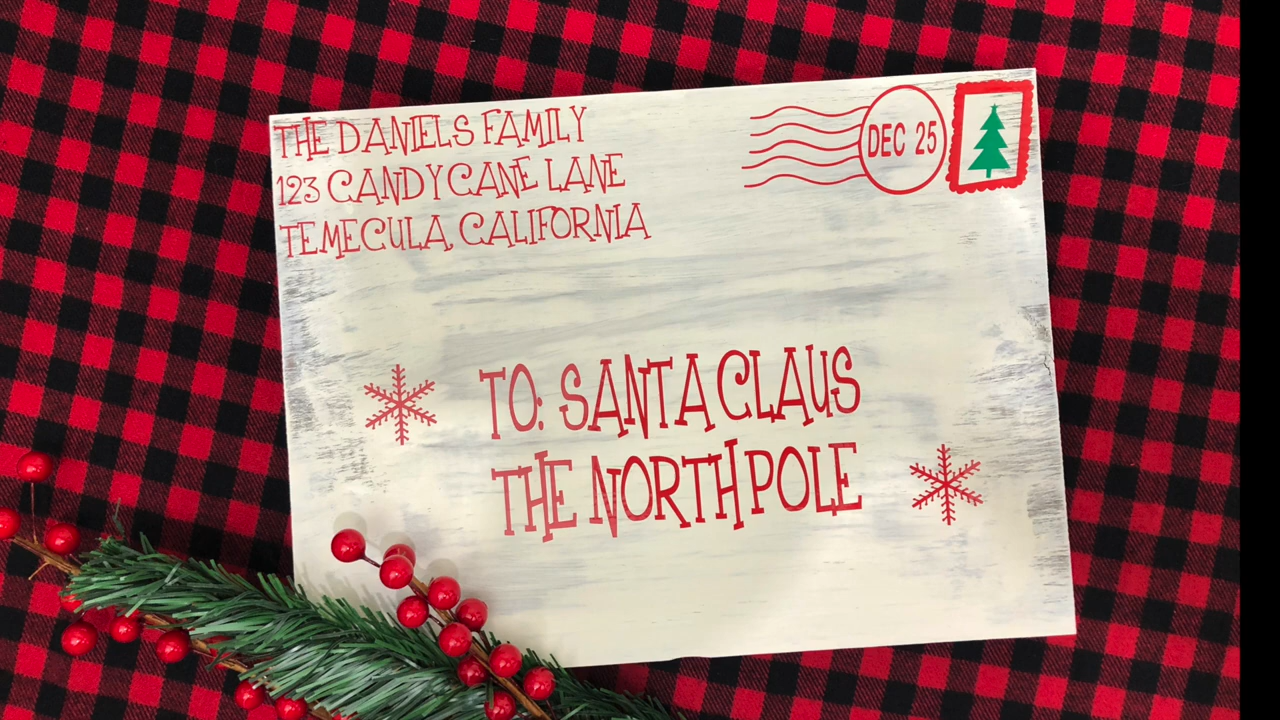 THE DANIELS FAMILY
123 CANDY CANE LANE
TEMECULA, CALIFORNIA
DEC 25
TO: SANTA CLAUS
THE NORTH POLE